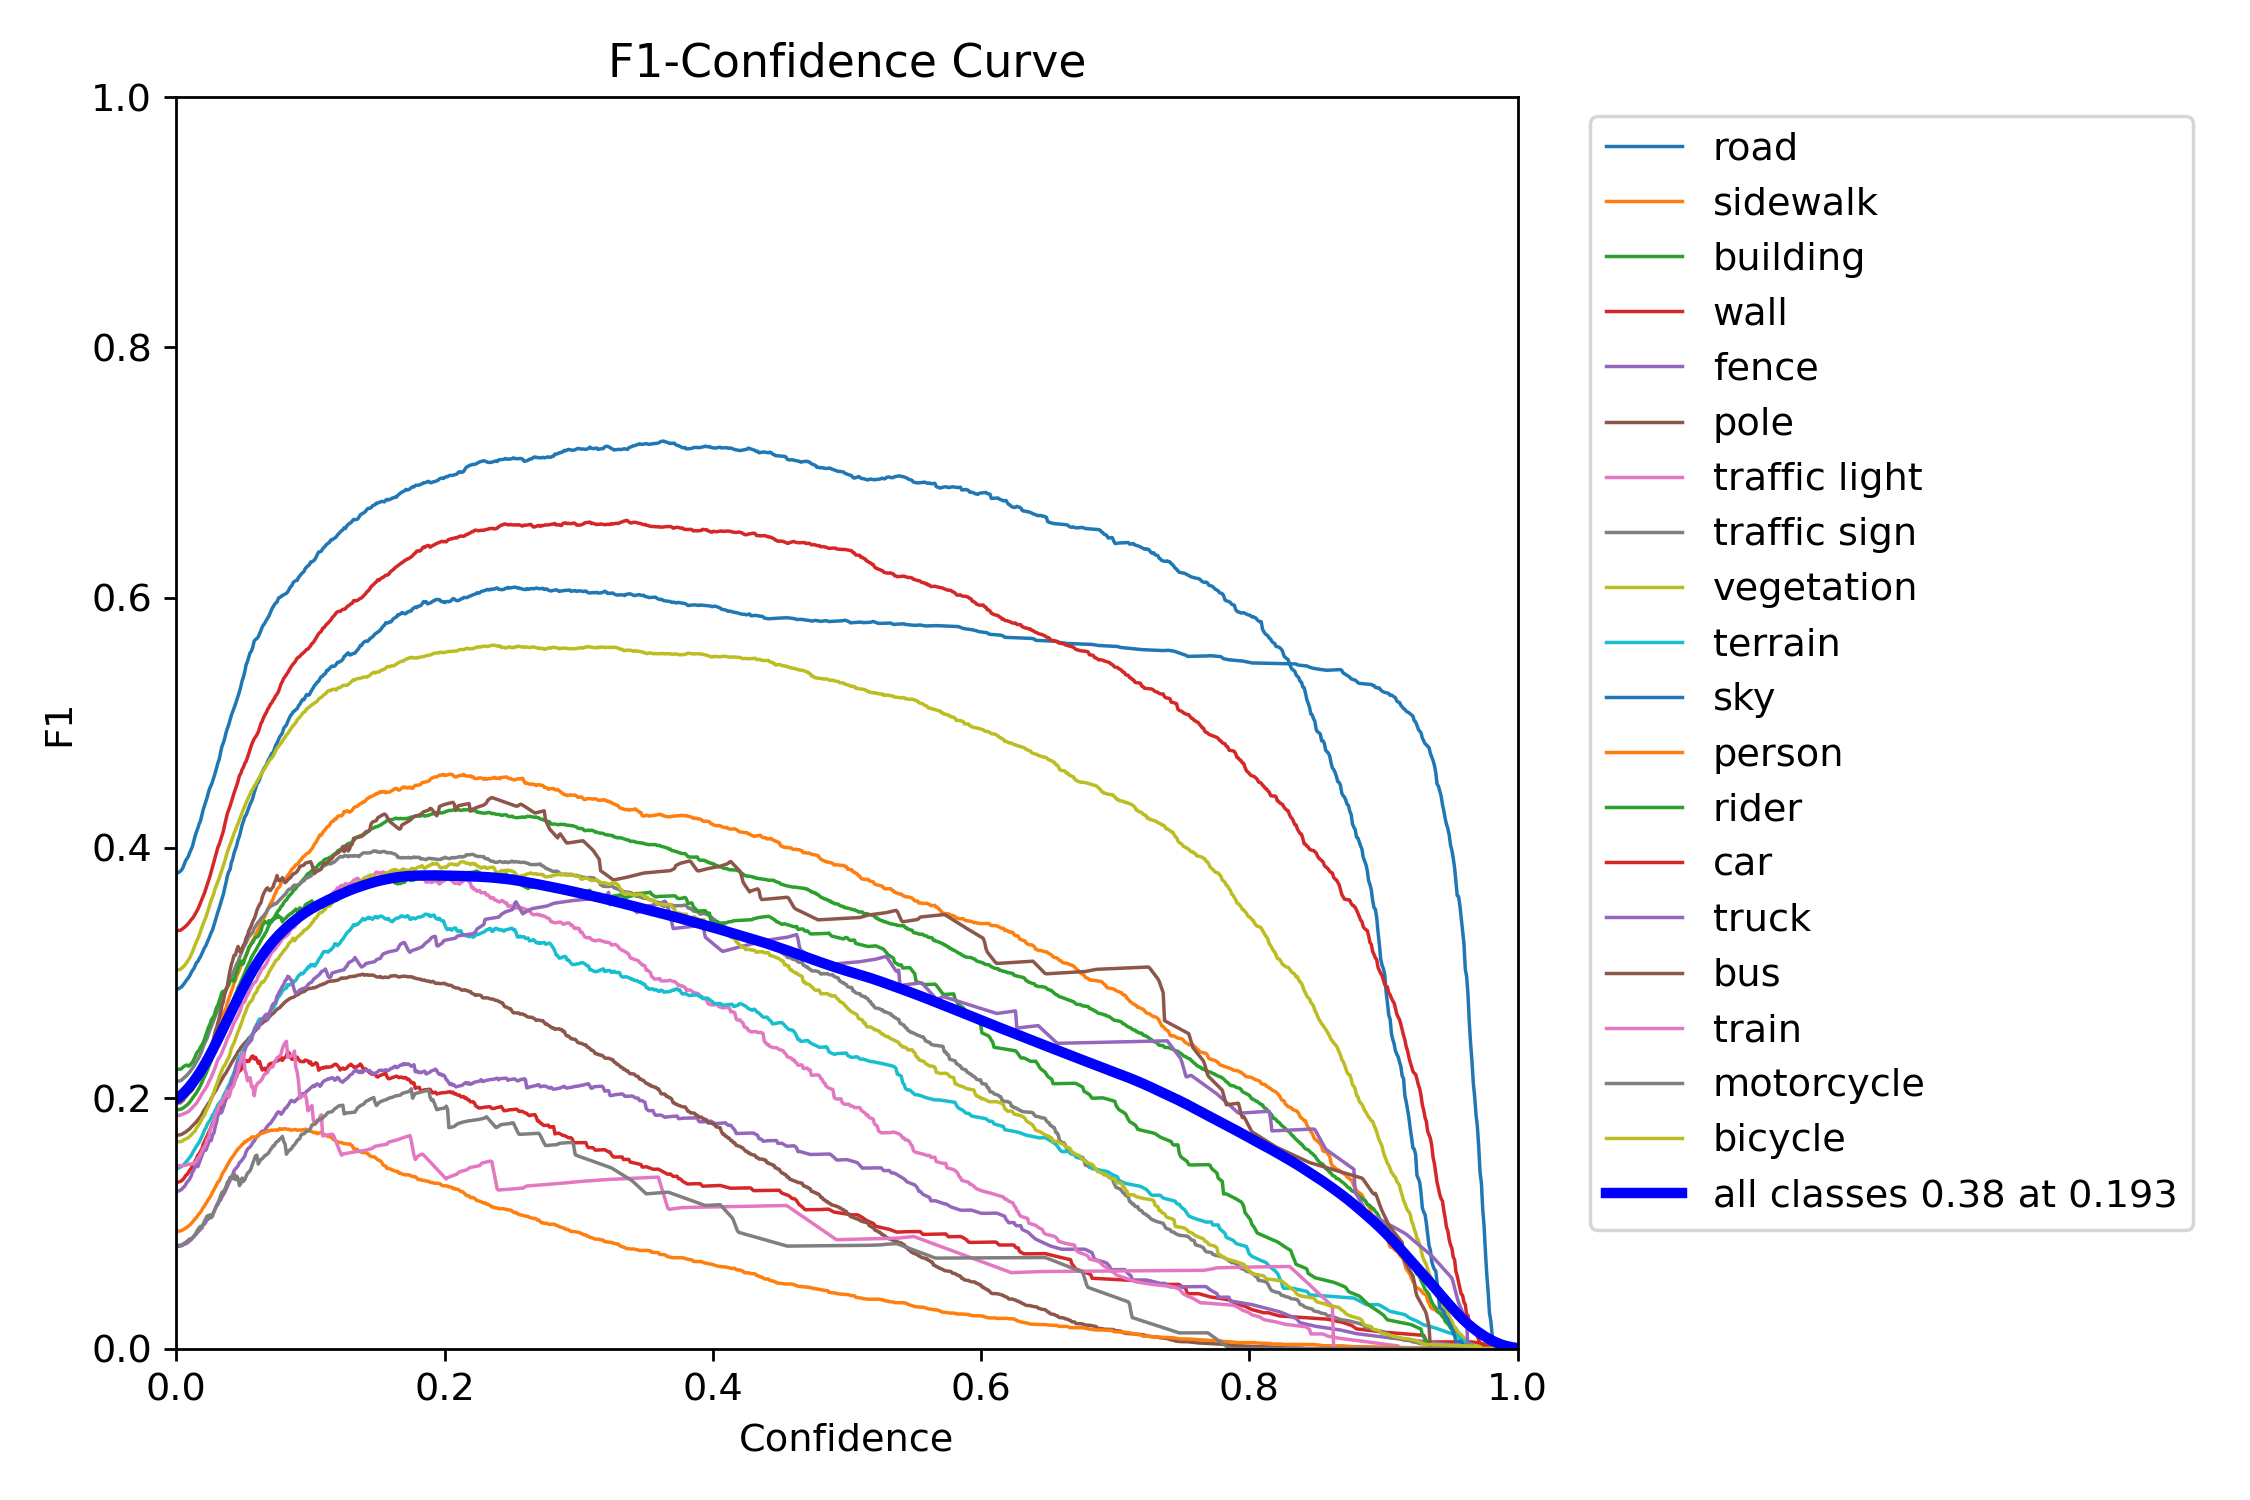 F1-Confidence Curve
1.0
0.8
0.6
0.4
0.2
0.0
F1
0.0 0.2 0.4 0.6 0.8 1.0
Confidence
road
sidewalk
building
wall
fence
pole
traffic light
traffic sign
vegetation
terrain
sky
person
rider
car
truck
bus
train
motorcycle
bicycle
all classes 0.38 at 0.193